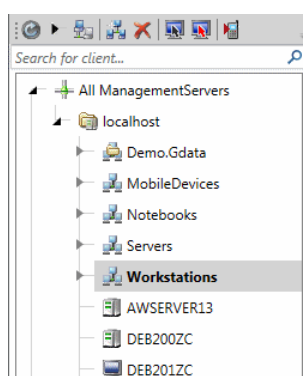 Search for client...
All ManagementServers
localhost
Demo.Gdata
MobileDevices
Notebooks
Servers
Workstations
AWSERVER13
DEB200ZC
DEB201ZC